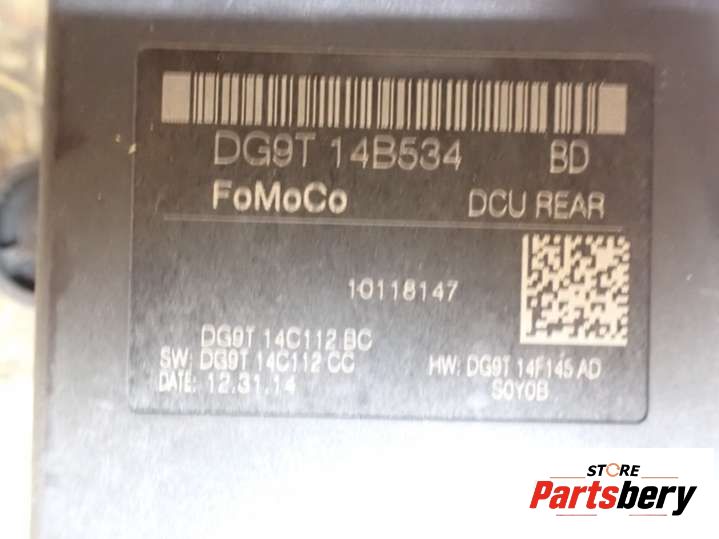 DG9T 14B534 BD
FoMoCo DCU REAR
10118147
DG9T 14C112 BC
SW: DG9T 14C112 CC HW: DG9T 14F145 AD
DATE: 12.31.14 S0Y0B
STORE
Partsbery